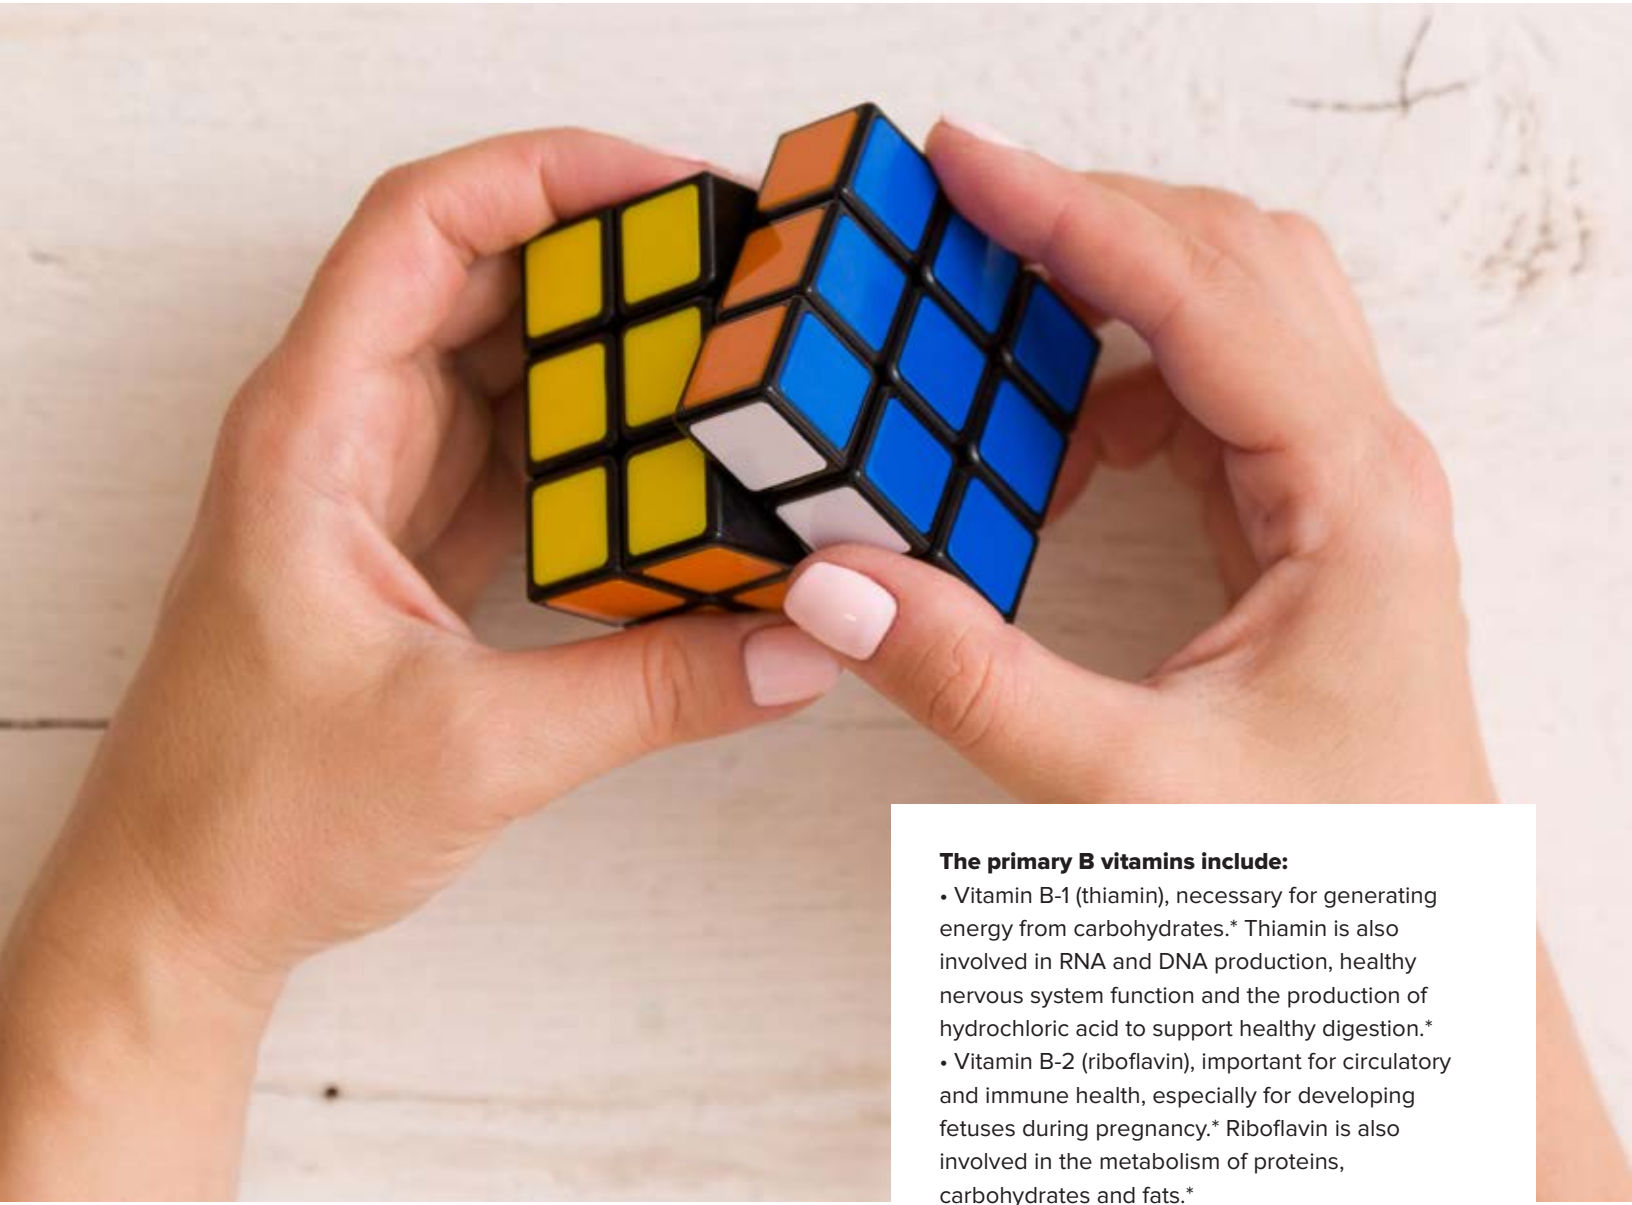 The primary B vitamins include:
• Vitamin B-1 (thiamin), necessary for generating
energy from carbohydrates.* Thiamin is also
involved in RNA and DNA production, healthy
nervous system function and the production of
hydrochloric acid to support healthy digestion.*
• Vitamin B-2 (riboflavin), important for circulatory
and immune health, especially for developing
fetuses during pregnancy.* Riboflavin is also
involved in the metabolism of proteins,
carbohydrates and fats.*